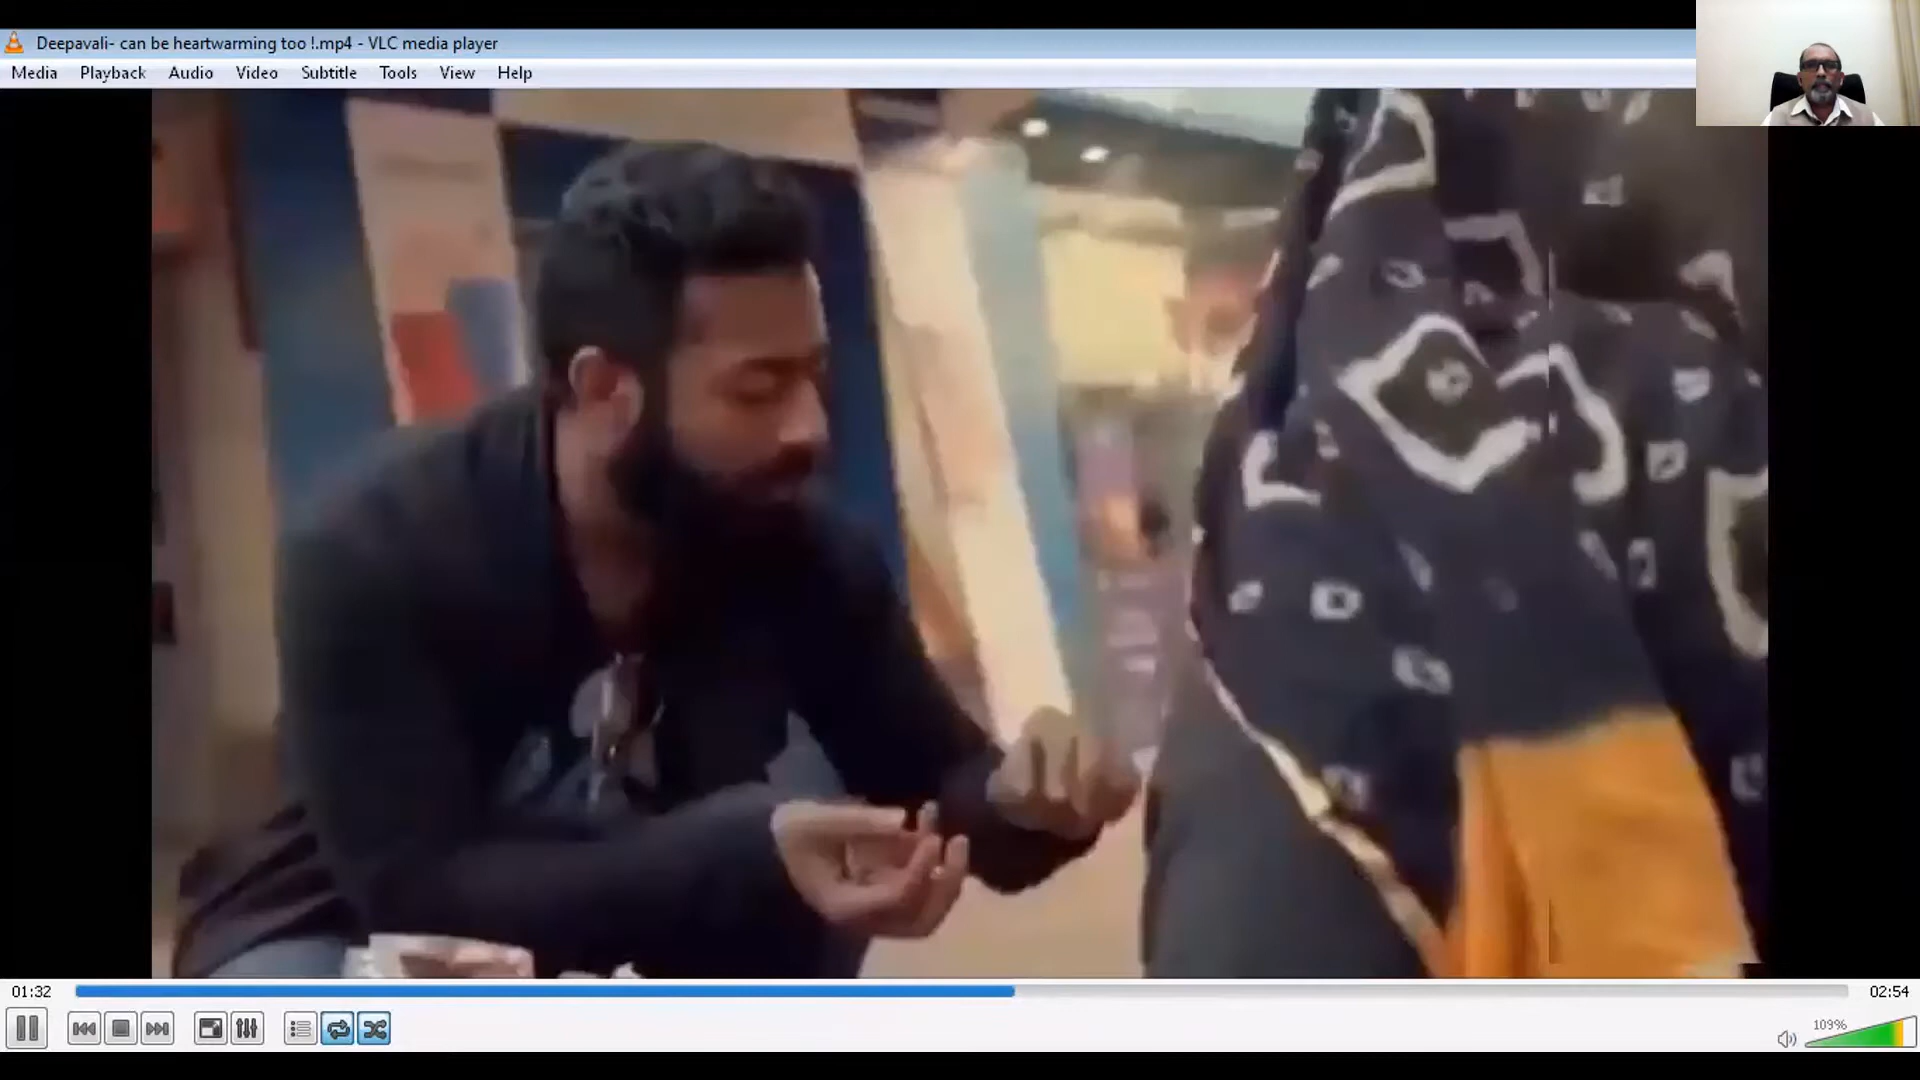 Deepavali- can be heartwarming too !.mp4 - VLC media player
Media Playback Audio Video Subtitle Tools View Help
01:32
02:54
109%